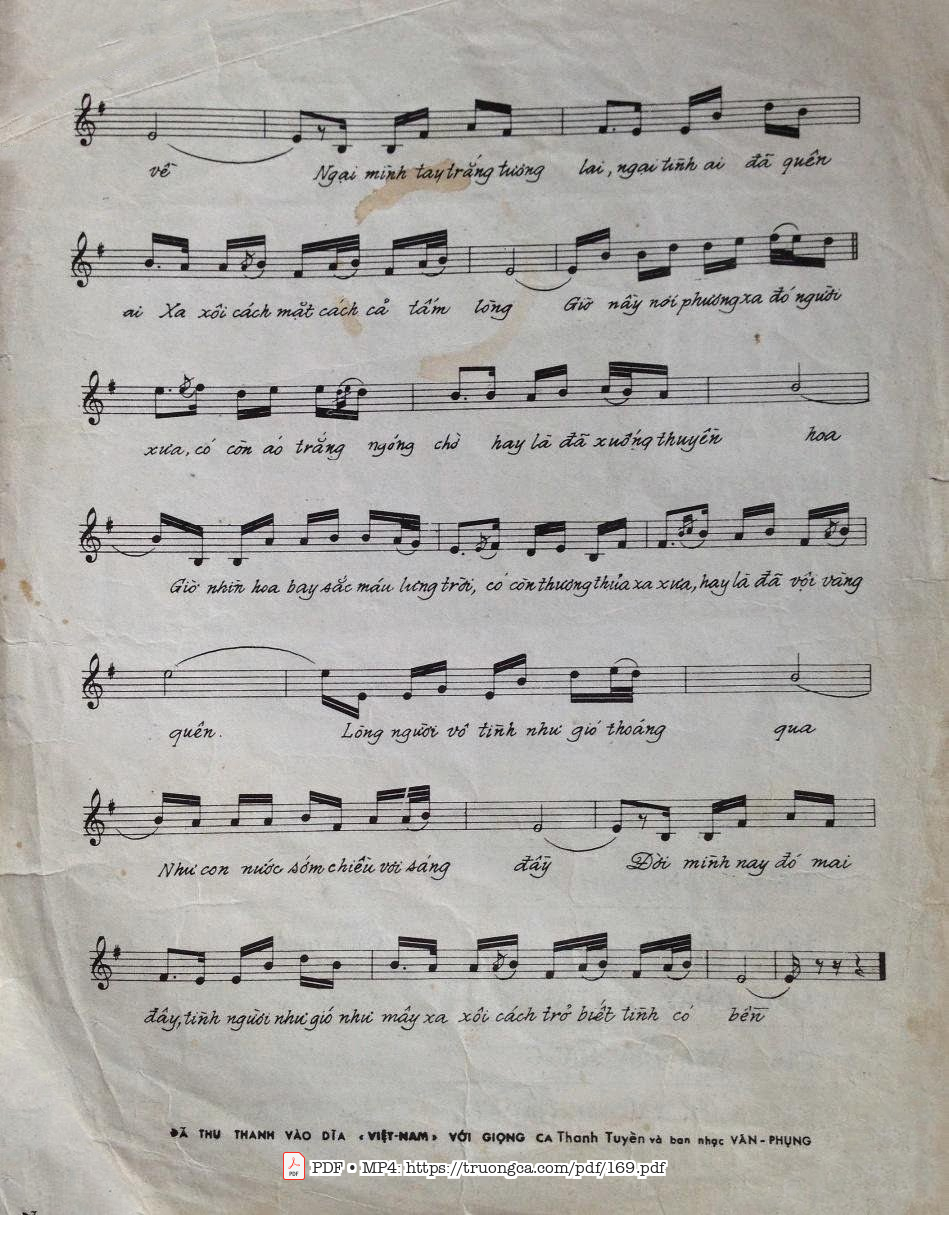 về Ngại mình tay trắng tương lai, ngại tình ai đã quên
ai Xa xôi cách mặt cách cả tấm lòng Giờ nầy nơi phương xa đó người
xưa, có còn áo trắng ngóng chờ hay là đã xuống thuyền hoa
Giờ nhìn hoa bay sắc máu lưng trời, có còn thương thủa xa xưa, hay là đã vội vàng
quên. Lòng người vô tình như gió thoáng qua
Như con nước sớm chiều vơi sáng đầy Đời mình nay đó mai
đây, tình người như gió như mây xa xôi cách trở biết tình có bền
ĐÃ THU THANH VÀO DĨA «VIỆT-NAM» VỚI GIỌNG CA Thanh Tuyền và ban nhạc VĂN-PHỤNG
PDF PDF • MP4: https://truongca.com/pdf/169.pdf